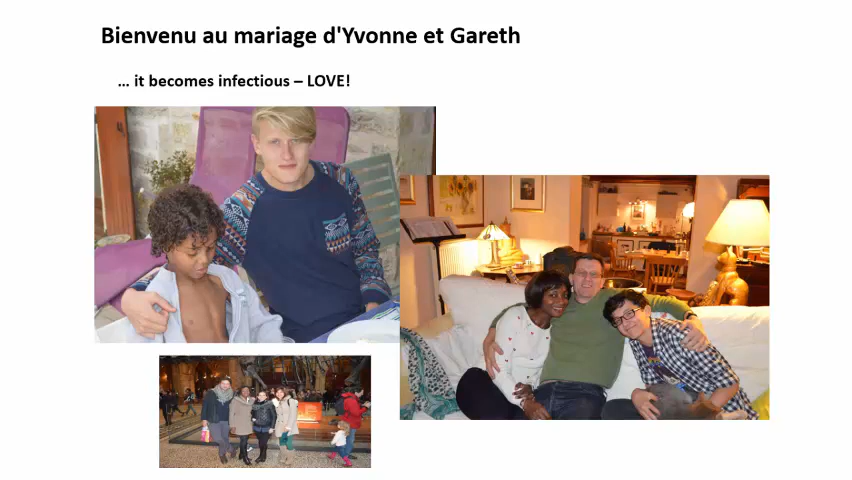 Bienvenu au mariage d'Yvonne et Gareth
… it becomes infectious – LOVE!